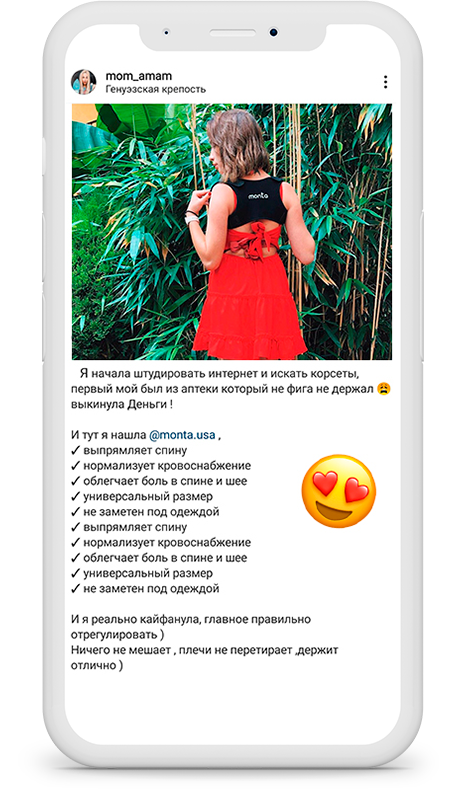 mom_amam
Генуэзская крепость
monta
Я начала штудировать интернет и искать корсеты,
первый мой был из аптеки который не фига не держал 😩
выкинула Деньги !
И тут я нашла @monta.usa ,
✓ выпрямляет спину
✓ нормализует кровоснабжение
✓ облегчает боль в спине и шее
✓ универсальный размер
✓ не заметен под одеждой
✓ выпрямляет спину
✓ нормализует кровоснабжение
✓ облегчает боль в спине и шее
✓ универсальный размер
✓ не заметен под одеждой
И я реально кайфанула, главное правильно
отрегулировать )
Ничего не мешает , плечи не перетирает ,держит
отлично )